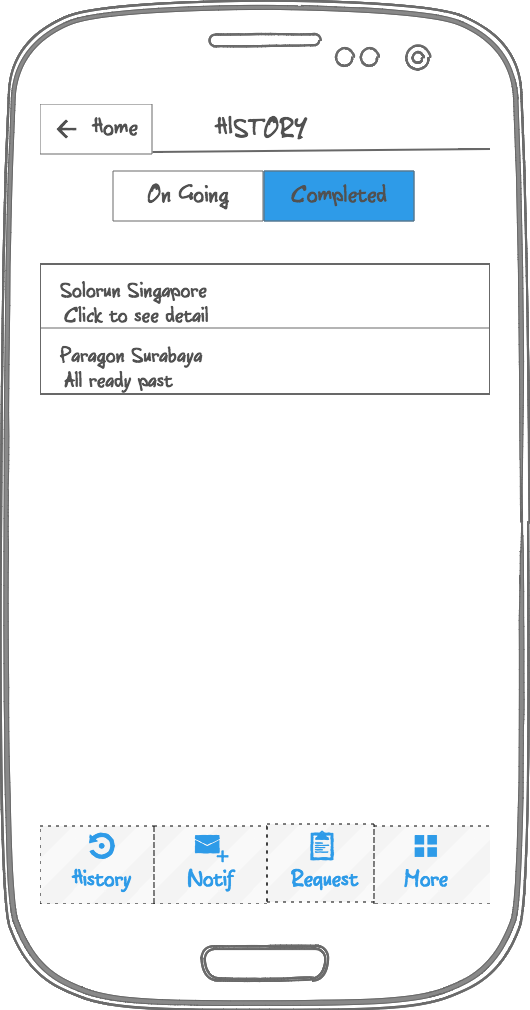 Home
HISTORY
On Going
Completed
Solorun Singapore
Click to see detail
Paragon Surabaya
All ready past
History
Notif
Request
More